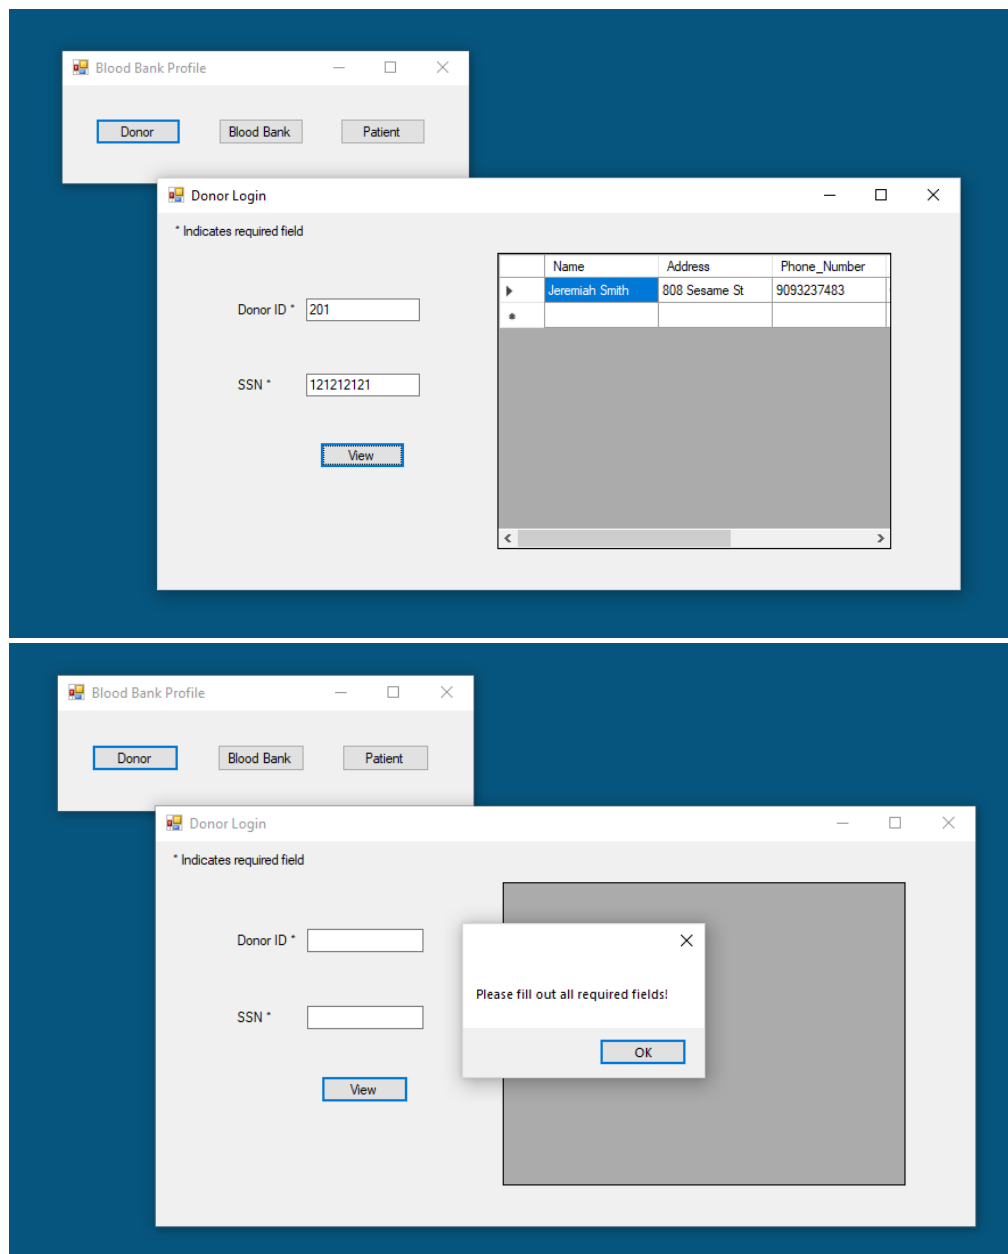 Blood Bank Profile
Donor Blood Bank Patient
Donor Login
* Indicates required field
Name Address Phone_Number
Jeremiah Smith 808 Sesame St 9093237483
Donor ID * 201
SSN * 121212121
View
Blood Bank Profile
Donor Blood Bank Patient
Donor Login
* Indicates required field
Donor ID *
Please fill out all required fields!
SSN *
OK
View